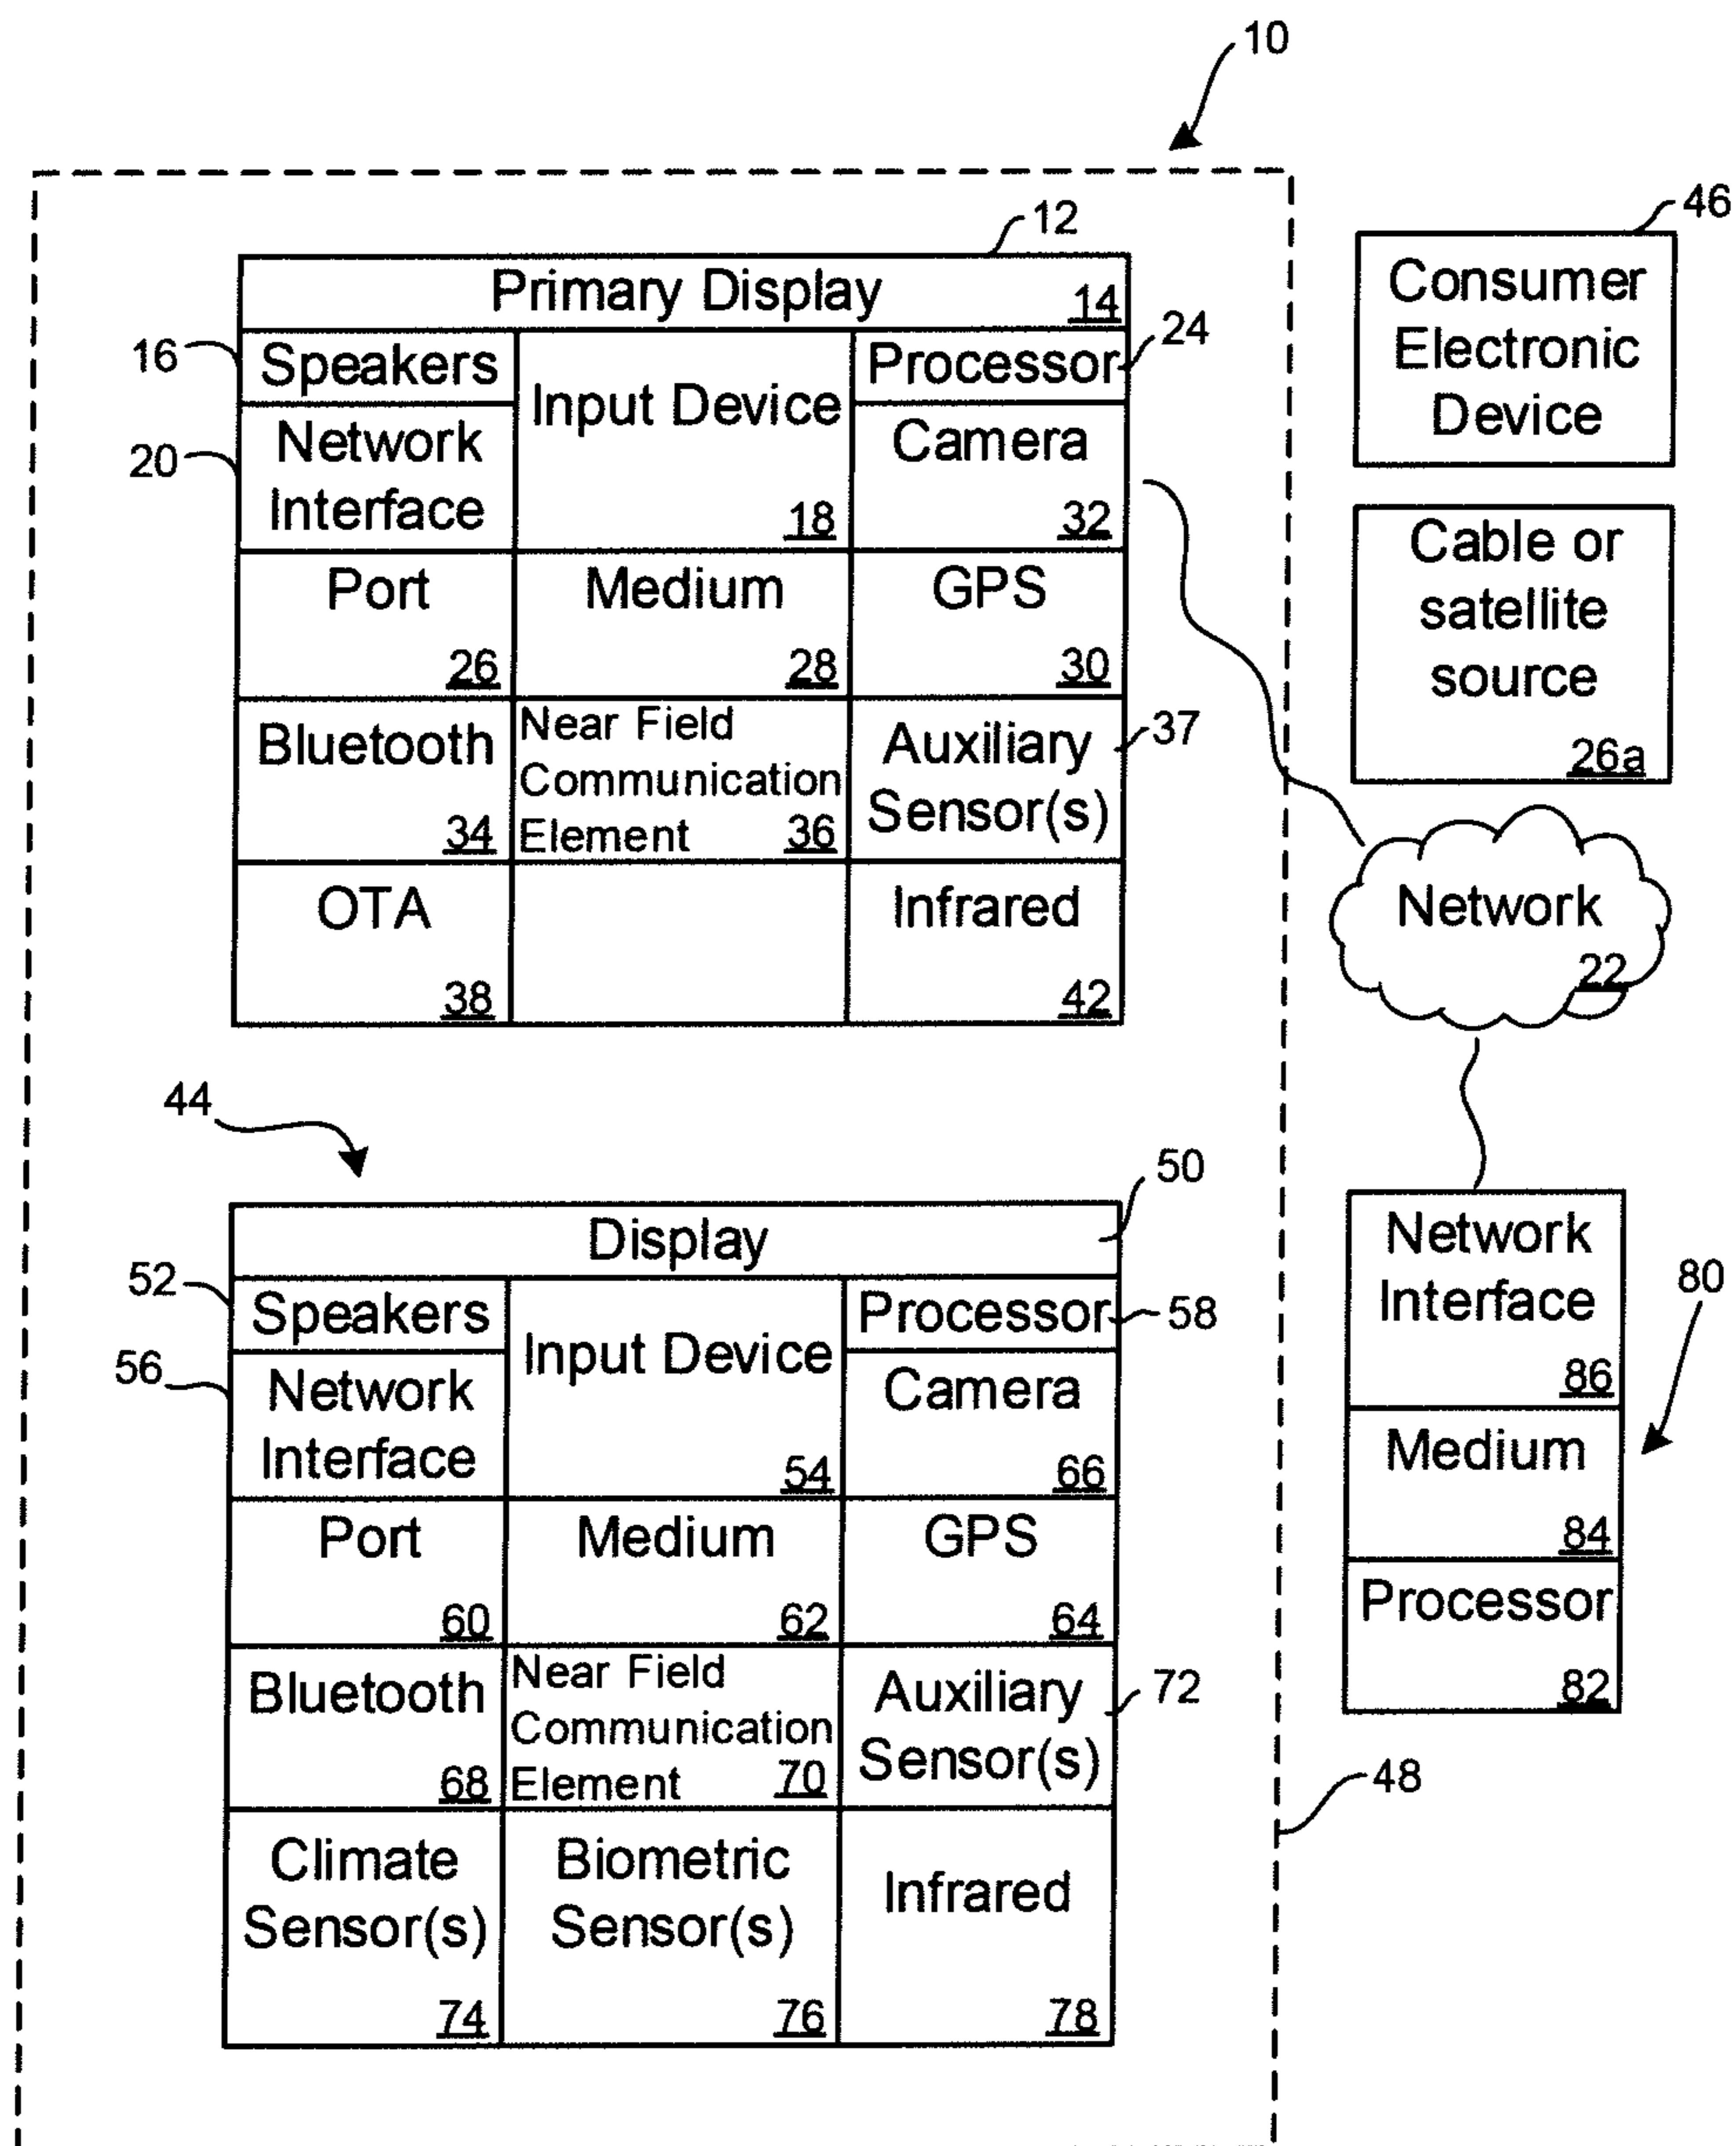 10
12
Primary Display
14
16
Speakers
Input Device
18
Processor
24
20
Network
Interface
Camera
32
Port
26
Medium
28
GPS
30
Bluetooth
34
Near Field
Communication
Element
36
Auxiliary
Sensor(s)
37
OTA
38
Infrared
42
46
Consumer
Electronic
Device
Cable or
satellite
source
26a
Network
22
44
50
Display
52
Speakers
Input Device
54
Processor
58
56
Network
Interface
Camera
66
Port
60
Medium
62
GPS
64
Bluetooth
68
Near Field
Communication
Element
70
Auxiliary
Sensor(s)
72
Climate
Sensor(s)
74
Biometric
Sensor(s)
76
Infrared
78
Network
Interface
86
80
Medium
84
Processor
82
48